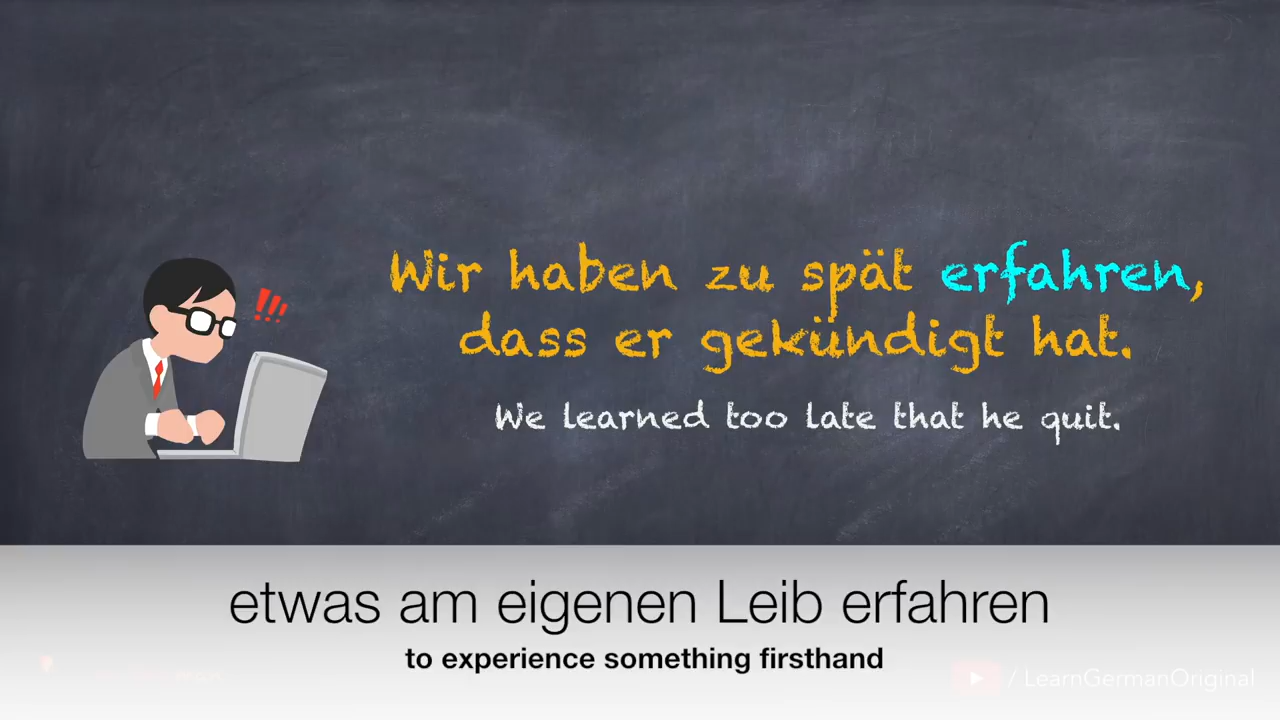 !!!
Wir haben zu spät erfahren,
dass er gekündigt hat.
We learned too late that he quit.
etwas am eigenen Leib erfahren
to experience something firsthand
/ LearnGermanOriginal